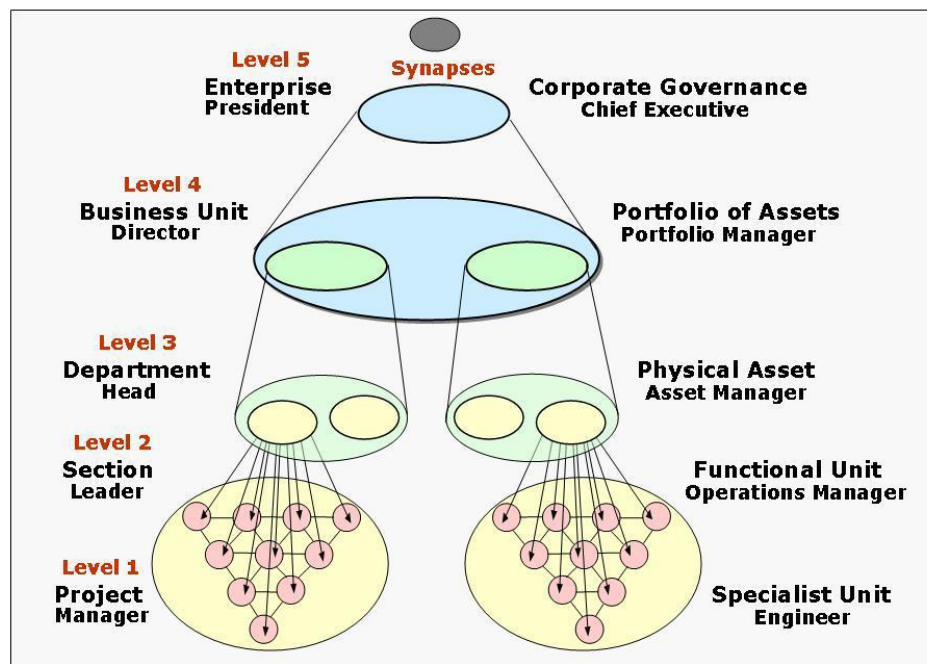 Level 5
Enterprise
President
Synapses
Corporate Governance
Chief Executive
Level 4
Business Unit
Director
Portfolio of Assets
Portfolio Manager
Level 3
Department
Head
Physical Asset
Asset Manager
Level 2
Section
Leader
Functional Unit
Operations Manager
Level 1
Project
Manager
Specialist Unit
Engineer